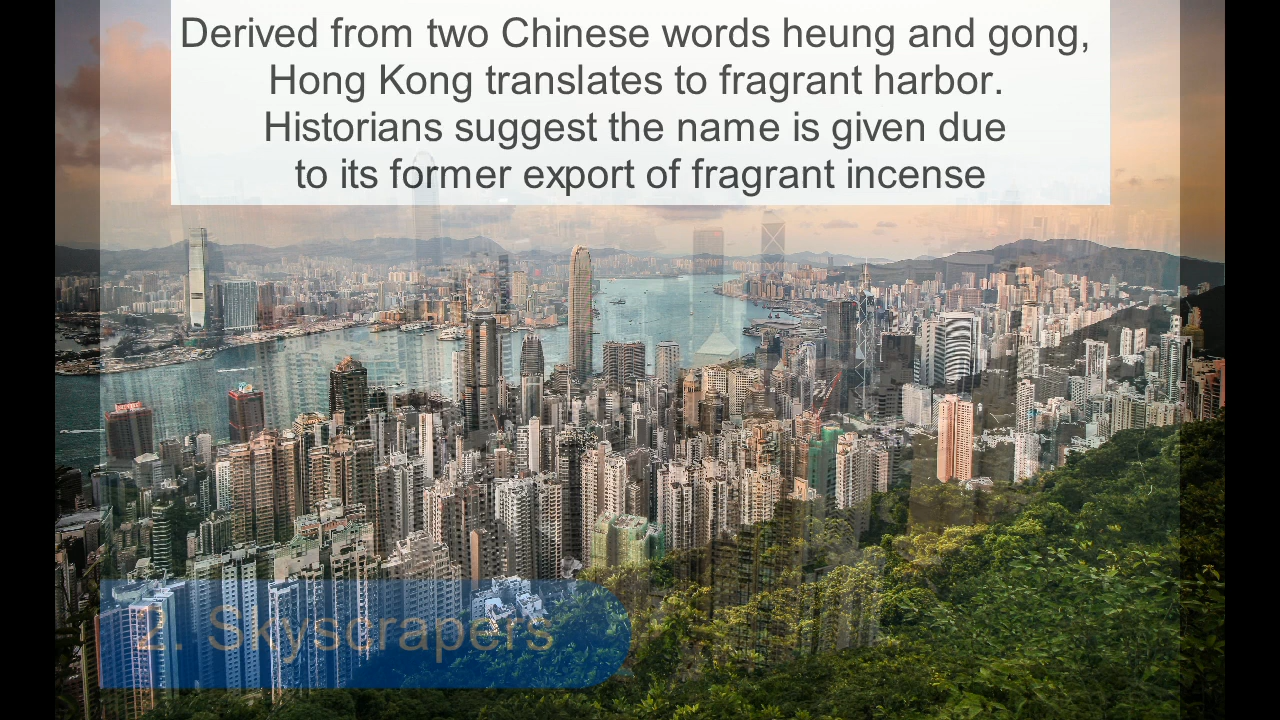 Derived from two Chinese words heung and gong,
Hong Kong translates to fragrant harbor.
Historians suggest the name is given due
to its former export of fragrant incense
2. Skyscrapers